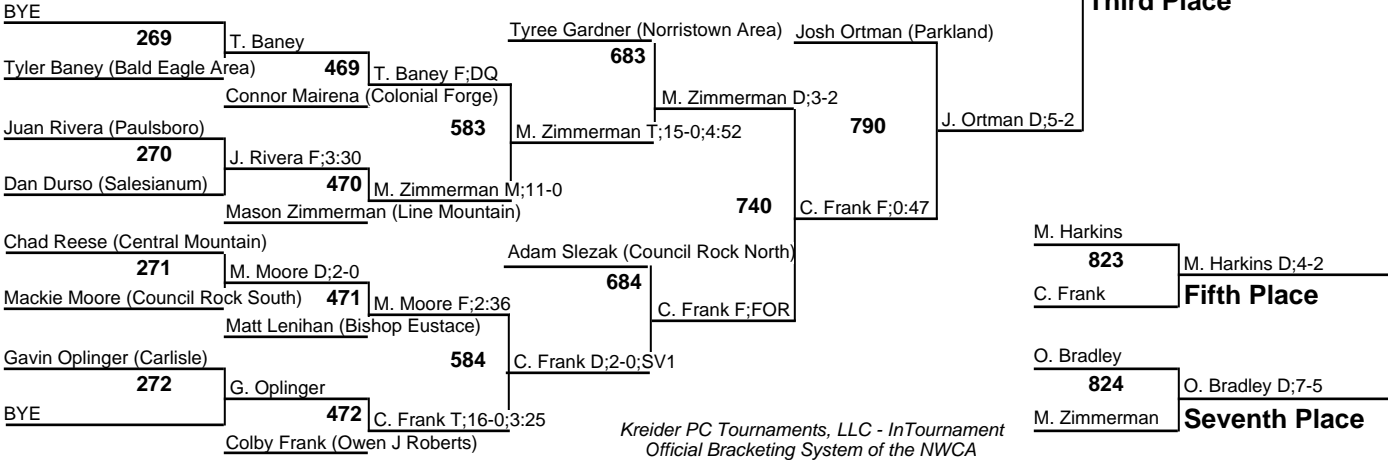 BYE
269
T. Baney
Tyler Baney (Bald Eagle Area)
469
T. Baney F;DQ
Connor Mairena (Colonial Forge)
Juan Rivera (Paulsboro)
270
J. Rivera F;3:30
Dan Durso (Salesianum)
470
M. Zimmerman M;11-0
Mason Zimmerman (Line Mountain)
583
M. Zimmerman T;15-0;4:52
Chad Reese (Central Mountain)
271
M. Moore D;2-0
Mackie Moore (Council Rock South)
471
M. Moore F;2:36
Matt Lenihan (Bishop Eustace)
Gavin Oplinger (Carlisle)
272
G. Oplinger
BYE
472
C. Frank T;16-0;3:25
Colby Frank (Owen J Roberts)
584
C. Frank D;2-0;SV1
Tyree Gardner (Norristown Area)
683
M. Zimmerman D;3-2
Adam Slezak (Council Rock North)
684
C. Frank F;FOR
740
C. Frank F;0:47
Josh Ortman (Parkland)
790
J. Ortman D;5-2
Third Place
M. Harkins
823
M. Harkins D;4-2
C. Frank
Fifth Place
O. Bradley
824
O. Bradley D;7-5
M. Zimmerman
Seventh Place
Kreider PC Tournaments, LLC - InTournament
Official Bracketing System of the NWCA